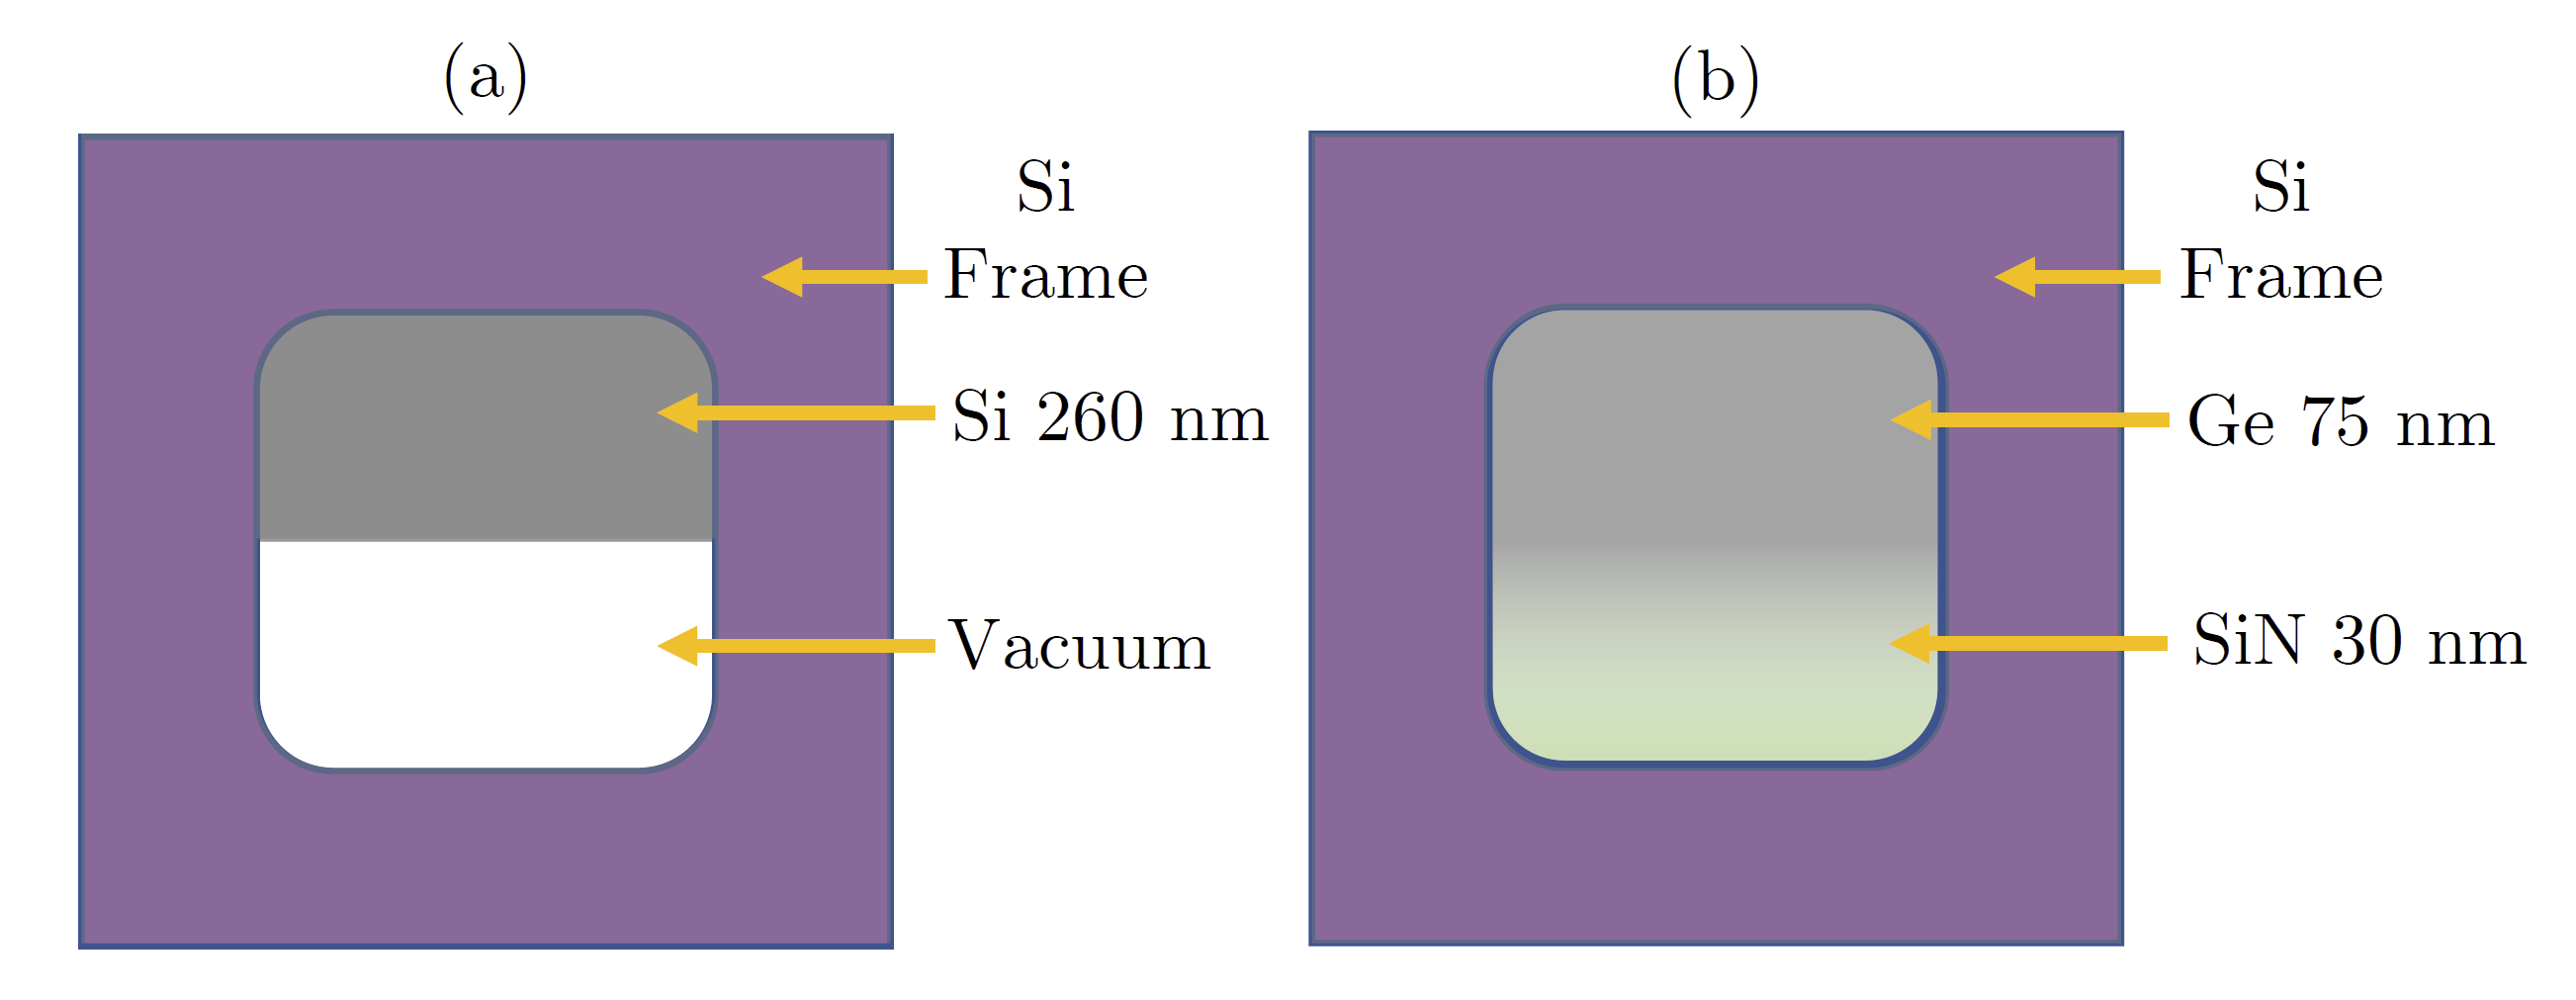 (a)
Si
Frame
Si 260 nm
Vacuum
(b)
Si
Frame
Ge 75 nm
SiN 30 nm